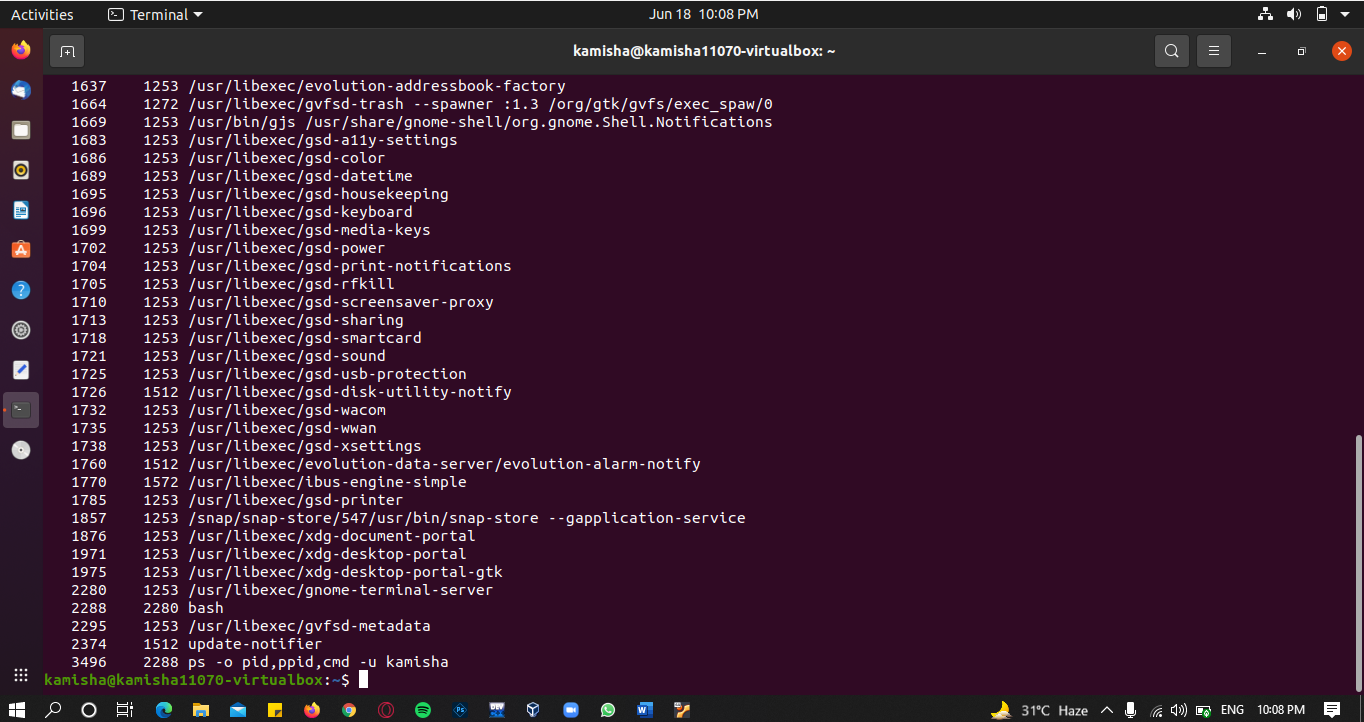 Activities Terminal Jun 18 10:08 PM
kamisha@kamisha11070-virtualbox: ~
1637 1253 /usr/libexec/evolution-addressbook-factory
1664 1272 /usr/libexec/gvfsd-trash --spawner :1.3 /org/gtk/gvfs/exec_spaw/0
1669 1253 /usr/bin/gjs /usr/share/gnome-shell/org.gnome.Shell.Notifications
1683 1253 /usr/libexec/gsd-a11y-settings
1686 1253 /usr/libexec/gsd-color
1689 1253 /usr/libexec/gsd-datetime
1695 1253 /usr/libexec/gsd-housekeeping
1696 1253 /usr/libexec/gsd-keyboard
1699 1253 /usr/libexec/gsd-media-keys
1702 1253 /usr/libexec/gsd-power
1704 1253 /usr/libexec/gsd-print-notifications
1705 1253 /usr/libexec/gsd-rfkill
1710 1253 /usr/libexec/gsd-screensaver-proxy
1713 1253 /usr/libexec/gsd-sharing
1718 1253 /usr/libexec/gsd-smartcard
1721 1253 /usr/libexec/gsd-sound
1725 1253 /usr/libexec/gsd-usb-protection
1726 1512 /usr/libexec/gsd-disk-utility-notify
1732 1253 /usr/libexec/gsd-wacom
1735 1253 /usr/libexec/gsd-wwan
1738 1253 /usr/libexec/gsd-xsettings
1760 1512 /usr/libexec/evolution-data-server/evolution-alarm-notify
1770 1572 /usr/libexec/ibus-engine-simple
1785 1253 /usr/libexec/gsd-printer
1857 1253 /snap/snap-store/547/usr/bin/snap-store --gapplication-service
1876 1253 /usr/libexec/xdg-document-portal
1971 1253 /usr/libexec/xdg-desktop-portal
1975 1253 /usr/libexec/xdg-desktop-portal-gtk
2280 1253 /usr/libexec/gnome-terminal-server
2288 2280 bash
2295 1253 /usr/libexec/gvfsd-metadata
2374 1512 update-notifier
3496 2288 ps -o pid,ppid,cmd -u kamisha
kamisha@kamisha11070-virtualbox:~$
31°C Haze ENG 10:08 PM